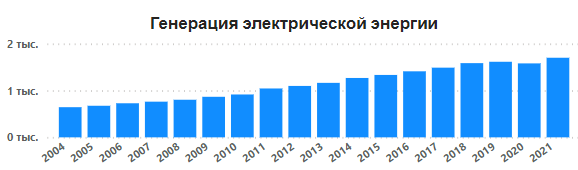 Генерация электрической энергии
2 тыс.
1 тыс.
0 тыс.
2004 2005 2006 2007 2008 2009 2010 2011 2012 2013 2014 2015 2016 2017 2018 2019 2020 2021